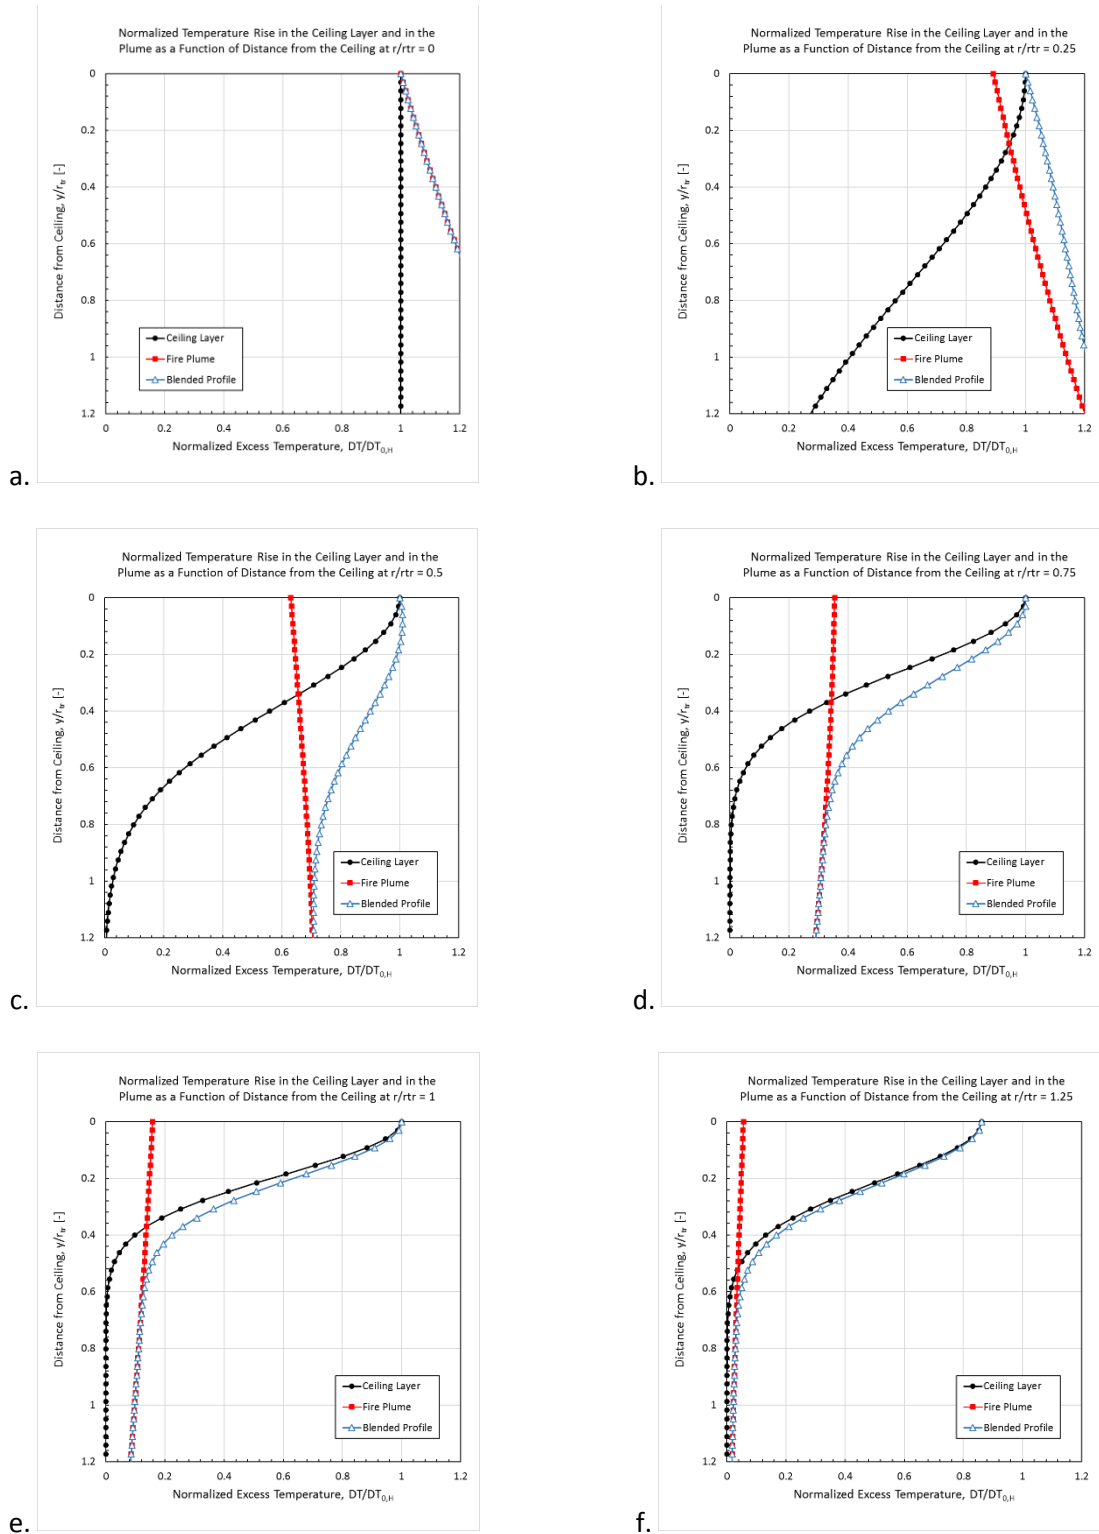 Normalized Temperature Rise in the Ceiling Layer and in the
Plume as a Function of Distance from the Ceiling at r/rtr = 0
0
0.2
0.4
0.6
0.8
1
1.2
Distance from Ceiling, y/rtr [-]
Ceiling Layer
Fire Plume
Blended Profile
0 0.2 0.4 0.6 0.8 1 1.2
Normalized Excess Temperature, DT/DT0,H
a.
Normalized Temperature Rise in the Ceiling Layer and in the
Plume as a Function of Distance from the Ceiling at r/rtr = 0.25
0
0.2
0.4
0.6
0.8
1
1.2
Distance from Ceiling, y/rtr [-]
Ceiling Layer
Fire Plume
Blended Profile
0 0.2 0.4 0.6 0.8 1 1.2
Normalized Excess Temperature, DT/DT0,H
b.
Normalized Temperature Rise in the Ceiling Layer and in the
Plume as a Function of Distance from the Ceiling at r/rtr = 0.5
0
0.2
0.4
0.6
0.8
1
1.2
Distance from Ceiling, y/rtr [-]
Ceiling Layer
Fire Plume
Blended Profile
0 0.2 0.4 0.6 0.8 1 1.2
Normalized Excess Temperature, DT/DT0,H
c.
Normalized Temperature Rise in the Ceiling Layer and in the
Plume as a Function of Distance from the Ceiling at r/rtr = 0.75
0
0.2
0.4
0.6
0.8
1
1.2
Distance from Ceiling, y/rtr [-]
Ceiling Layer
Fire Plume
Blended Profile
0 0.2 0.4 0.6 0.8 1 1.2
Normalized Excess Temperature, DT/DT0,H
d.
Normalized Temperature Rise in the Ceiling Layer and in the
Plume as a Function of Distance from the Ceiling at r/rtr = 1
0
0.2
0.4
0.6
0.8
1
1.2
Distance from Ceiling, y/rtr [-]
Ceiling Layer
Fire Plume
Blended Profile
0 0.2 0.4 0.6 0.8 1 1.2
Normalized Excess Temperature, DT/DT0,H
e.
Normalized Temperature Rise in the Ceiling Layer and in the
Plume as a Function of Distance from the Ceiling at r/rtr = 1.25
0
0.2
0.4
0.6
0.8
1
1.2
Distance from Ceiling, y/rtr [-]
Ceiling Layer
Fire Plume
Blended Profile
0 0.2 0.4 0.6 0.8 1 1.2
Normalized Excess Temperature, DT/DT0,H
f.